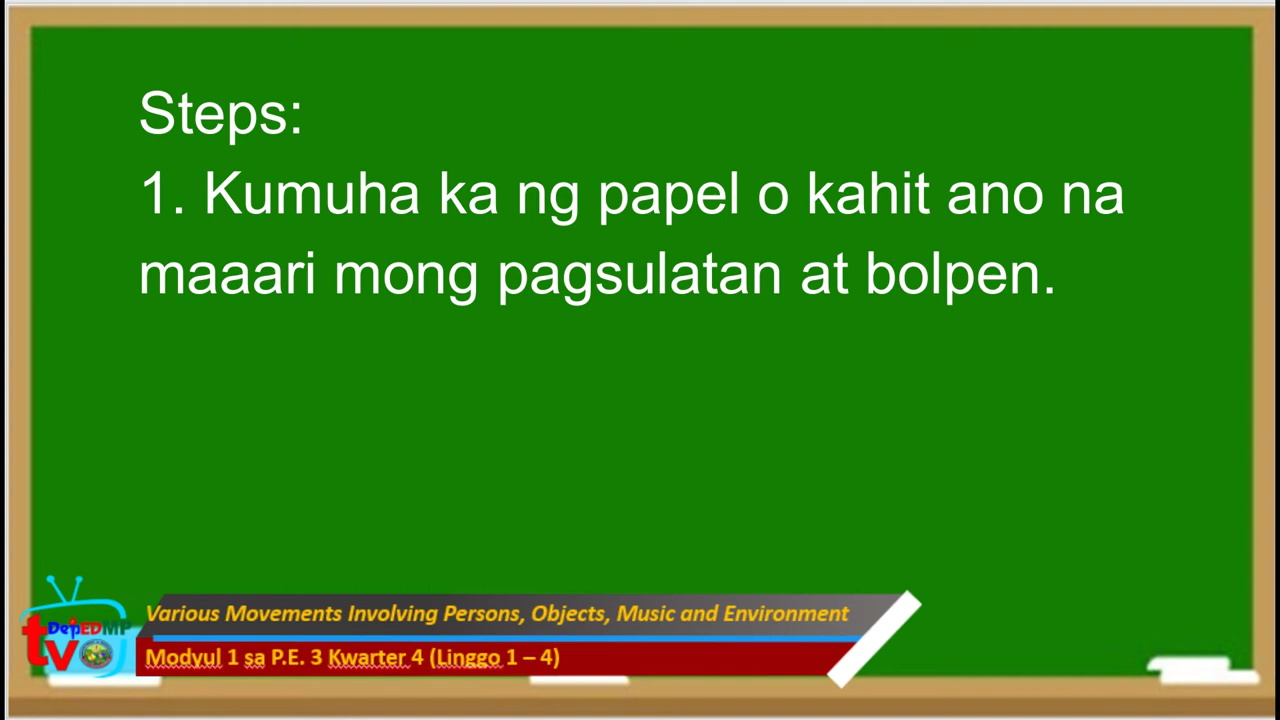 Steps:
1. Kumuha ka ng papel o kahit ano na
maaari mong pagsulatan at bolpen.
Various Movements Involving Persons, Objects, Music and Environment
DepEDMP
tv
Modyul 1 sa P.E. 3 Kwarter 4 (Linggo 1 – 4)